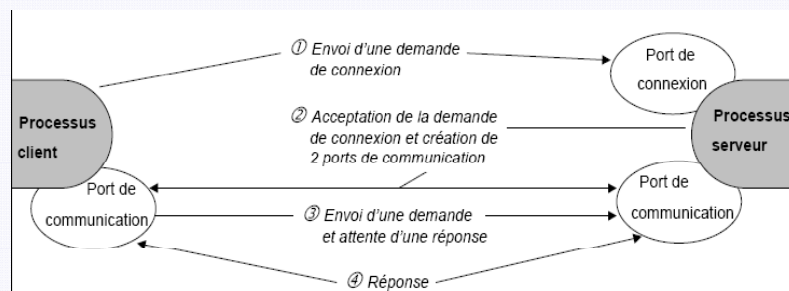 ① Envoi d'une demande
de connexion
Port de
connexion
Processus
client
② Acceptation de la demande
de connexion et création de
2 ports de communication
Processus
serveur
Port de
communication
③ Envoi d'une demande
et attente d'une réponse
Port de
communication
④ Réponse